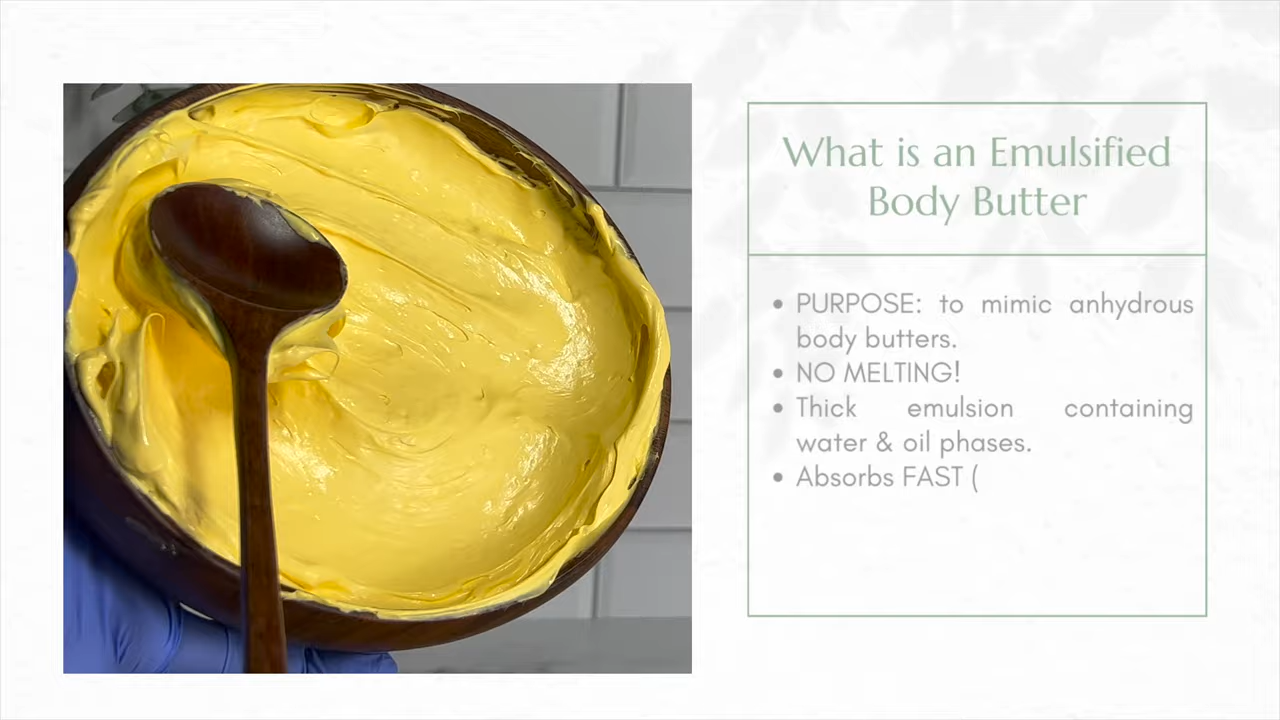 What is an Emulsified
Body Butter
• PURPOSE: to mimic anhydrous
body butters.
• NO MELTING!
• Thick emulsion containing
water & oil phases.
• Absorbs FAST (